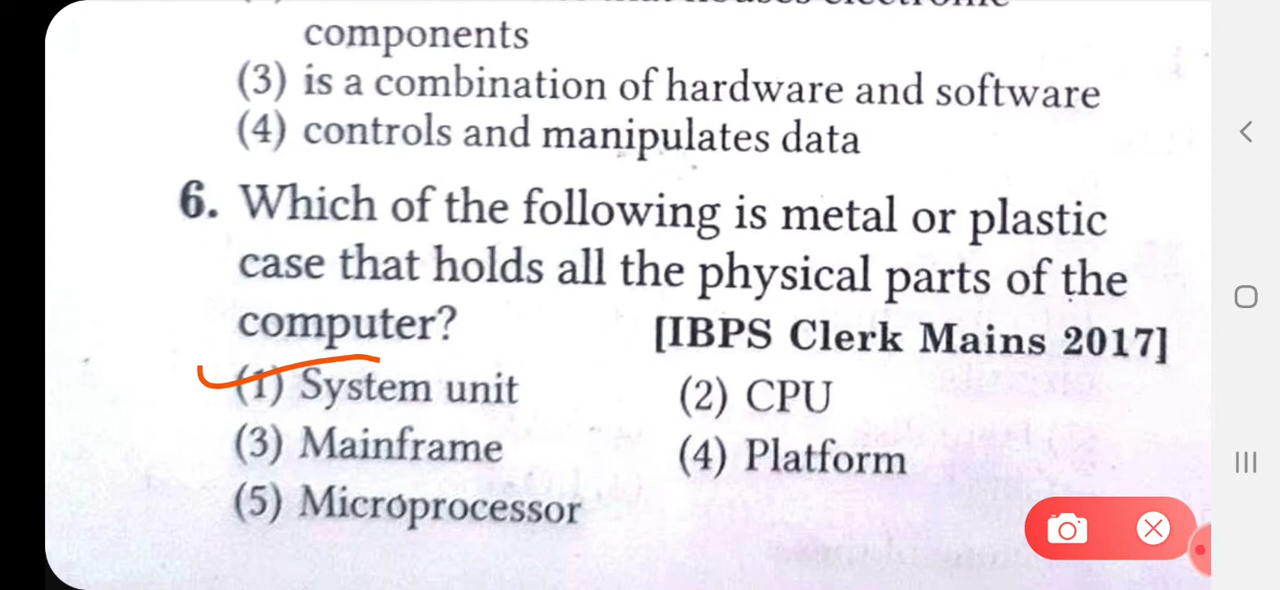 components
(3) is a combination of hardware and software
(4) controls and manipulates data
6. Which of the following is metal or plastic
case that holds all the physical parts of the
computer? [IBPS Clerk Mains 2017]
(1) System unit (2) CPU
(3) Mainframe (4) Platform
(5) Microprocessor